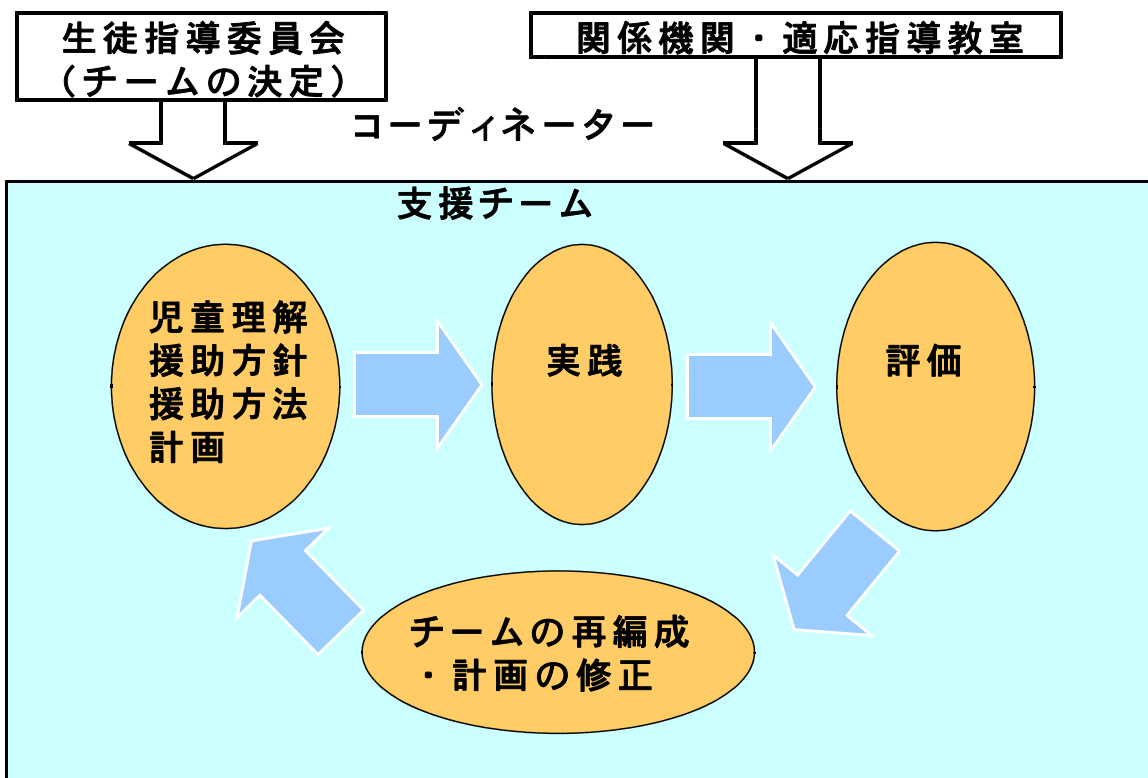 生徒指導委員会
（チームの決定）
関係機関・適応指導教室
コーディネーター
支援チーム
児童理解
援助方針
援助方法
計画
実践
評価
チームの再編成
・計画の修正